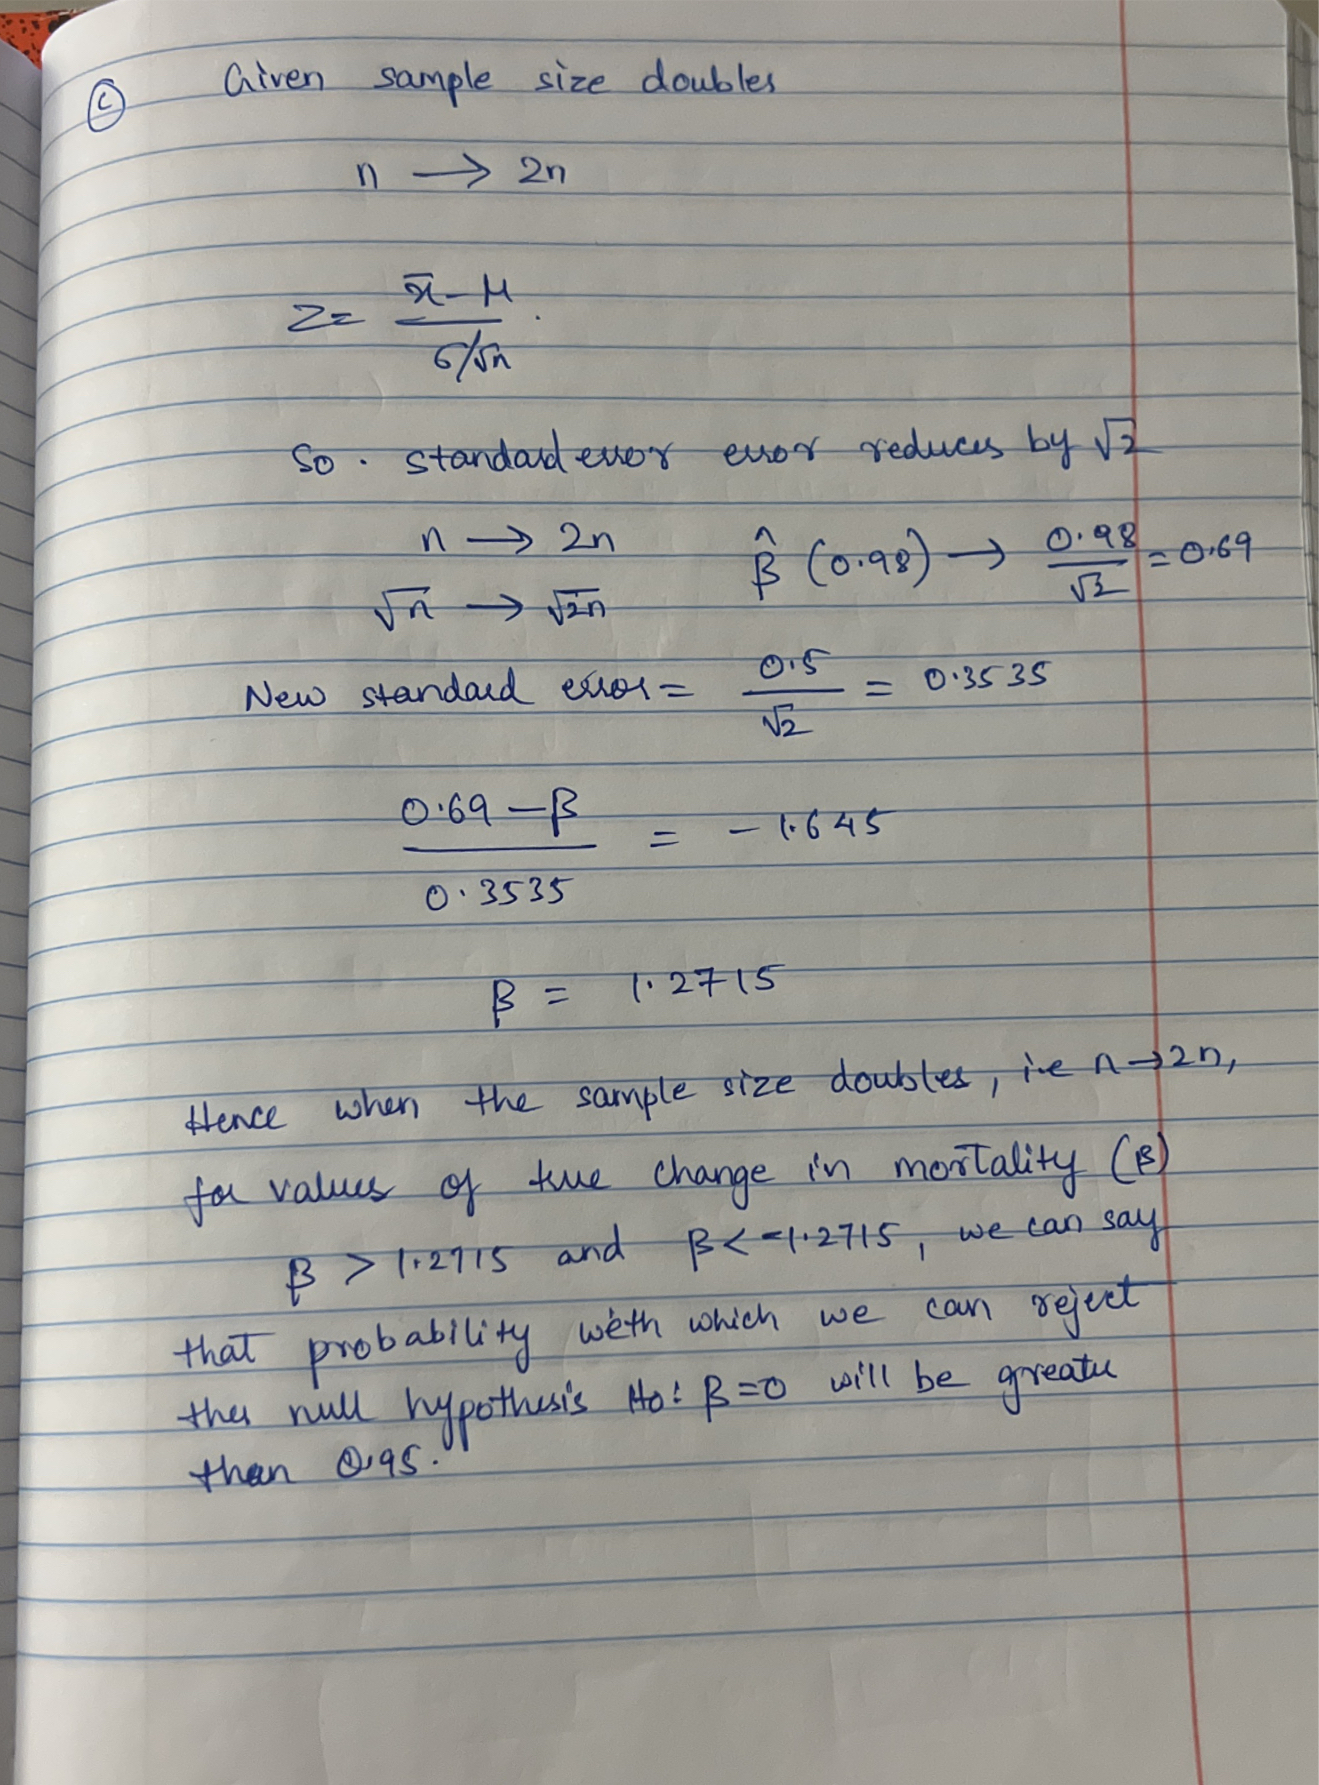 (c) Given sample size doubles
n → 2n
Z = (x̄ - μ) / (σ/√n) .
So . standard error error reduces by √2
n → 2n   β̂ (0.98) → 0.98/√2 = 0.69
√n → √2n
New standard error = 0.5/√2 = 0.3535
(0.69 - β) / 0.3535 = - 1.645
β = 1.2715
Hence when the sample size doubles, i.e n → 2n,
for values of true change in mortality (β)
β > 1.2715 and β < -1.2715, we can say
that probability with which we can reject
the null hypothesis H0: β = 0 will be greater
than 0.95.